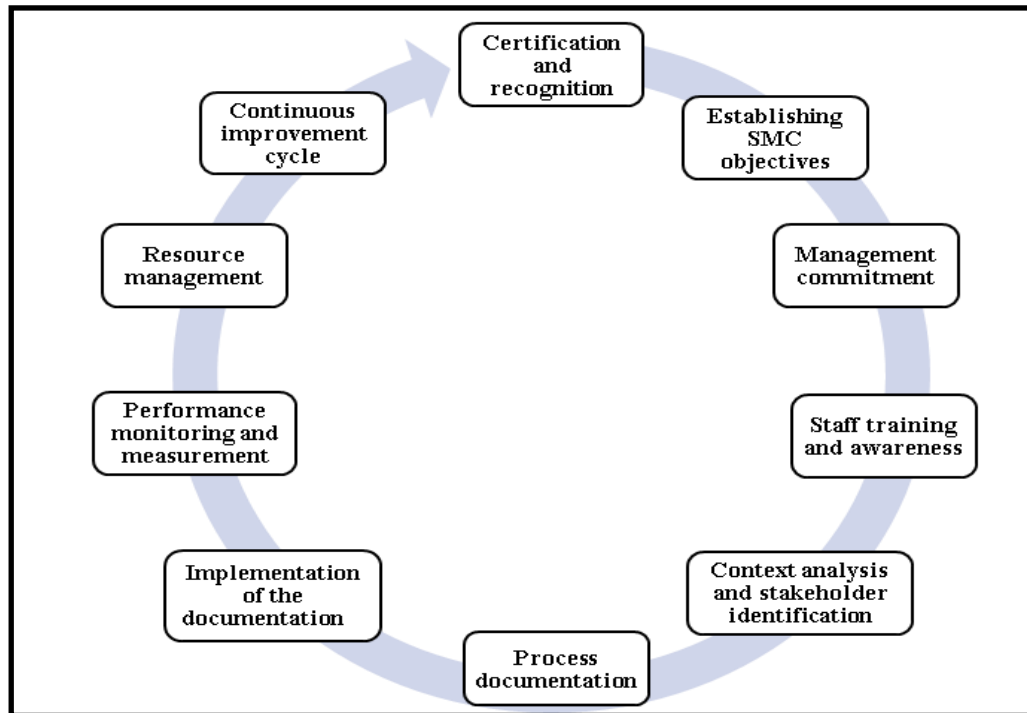 Certification
and
recognition
Establishing
SMC
objectives
Management
commitment
Staff training
and awareness
Context analysis
and stakeholder
identification
Process
documentation
Implementation
of the
documentation
Performance
monitoring and
measurement
Resource
management
Continuous
improvement
cycle